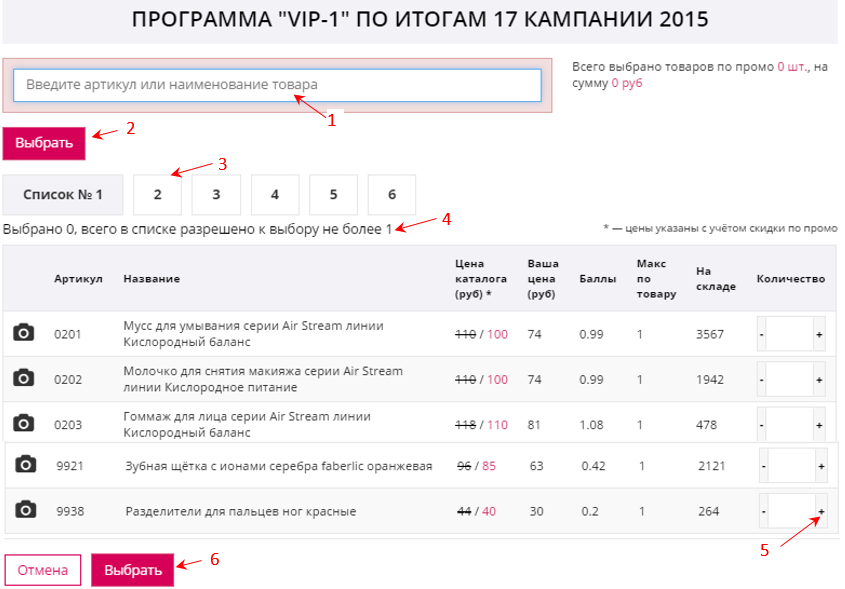 ПРОГРАММА "VIP-1" ПО ИТОГАМ 17 КАМПАНИИ 2015
Введите артикул или наименование товара
Всего выбрано товаров по промо 0 шт., на
сумму 0 руб
1
Выбрать
2
3
Список № 1 2 3 4 5 6
Выбрано 0, всего в списке разрешено к выбору не более 1
4
* — цены указаны с учётом скидки по промо
Артикул Название Цена каталога (руб) * Ваша цена (руб) Баллы Макс по товару На складе Количество
0201 Мусс для умывания серии Air Stream линии Кислородный баланс 110 / 100 74 0.99 1 3567 - +
0202 Молочко для снятия макияжа серии Air Stream линии Кислородное питание 110 / 100 74 0.99 1 1942 - +
0203 Гоммаж для лица серии Air Stream линии Кислородный баланс 118 / 110 81 1.08 1 478 - +
9921 Зубная щётка с ионами серебра faberlic оранжевая 96 / 85 63 0.42 1 2121 - +
9938 Разделители для пальцев ног красные 44 / 40 30 0.2 1 264 - +
5
Отмена Выбрать
6